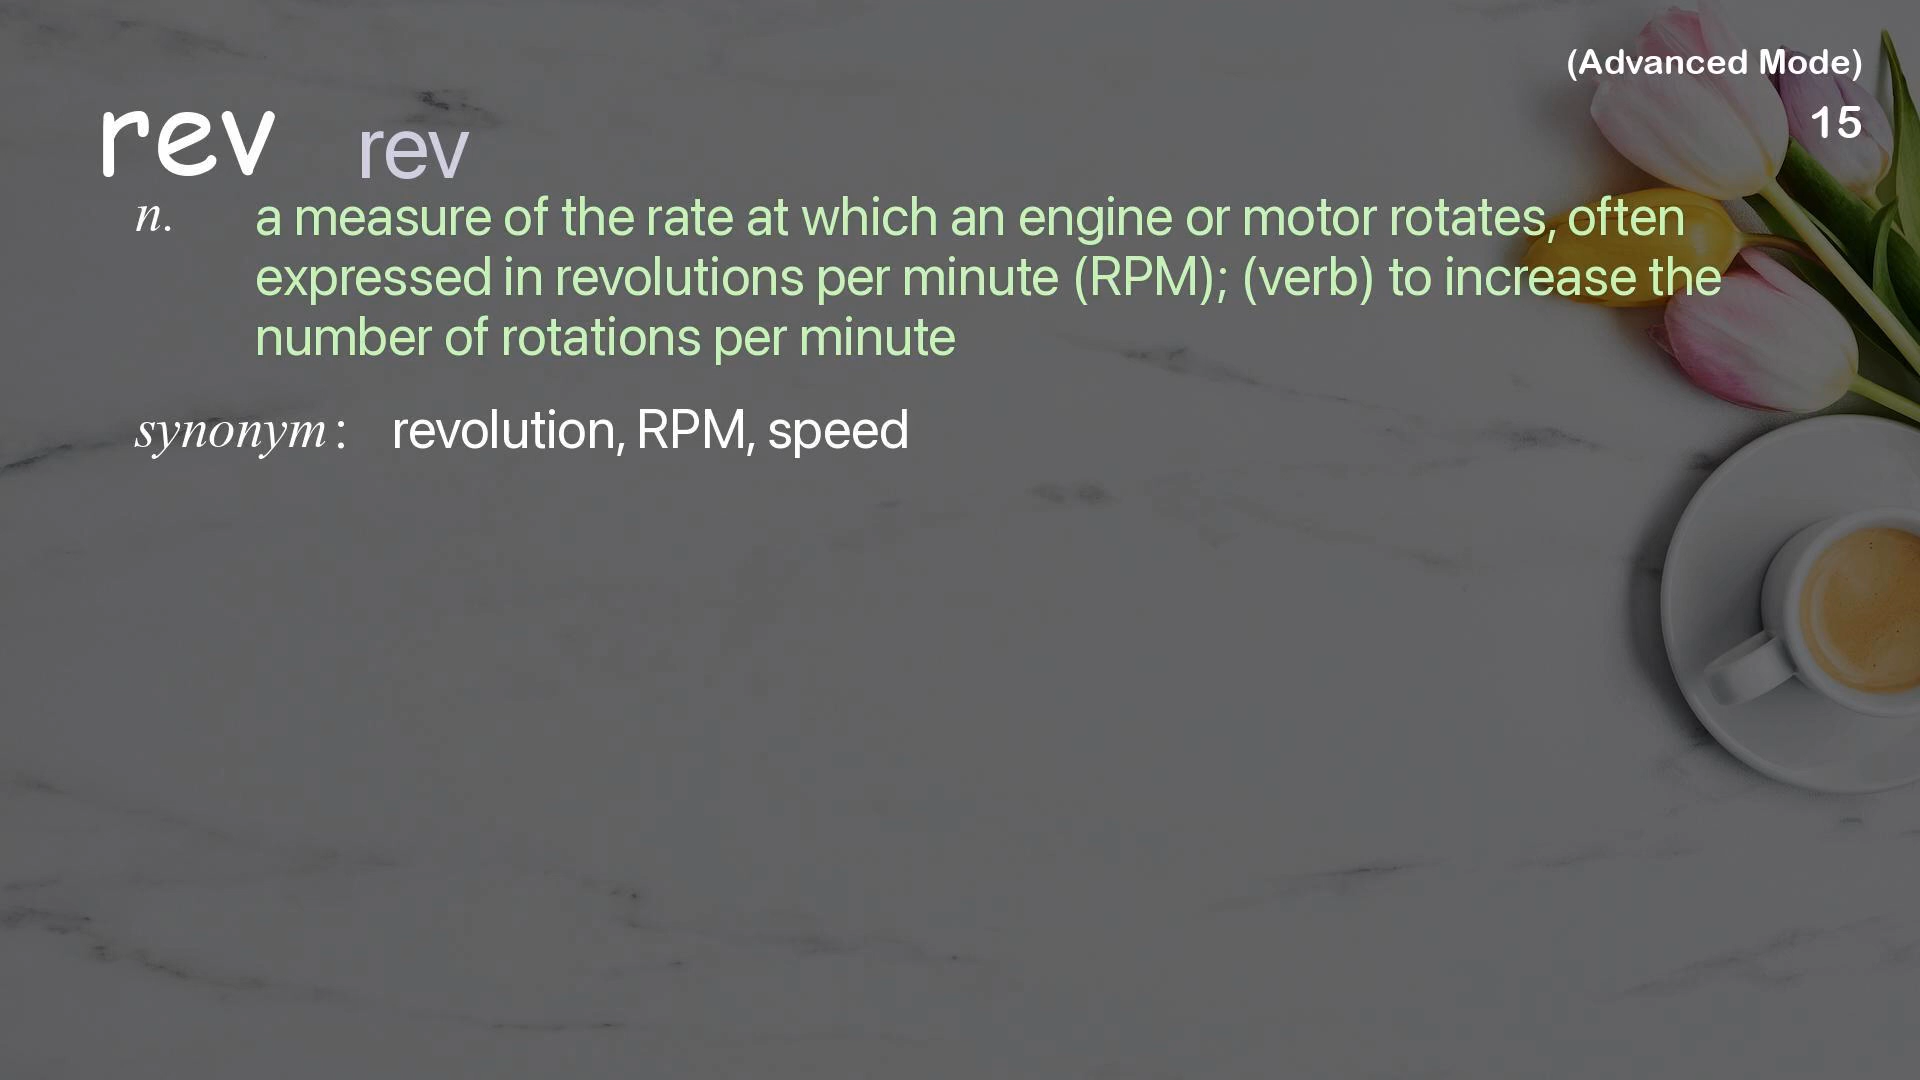 (Advanced Mode)
15
rev rev
n. a measure of the rate at which an engine or motor rotates, often
expressed in revolutions per minute (RPM); (verb) to increase the
number of rotations per minute
synonym: revolution, RPM, speed